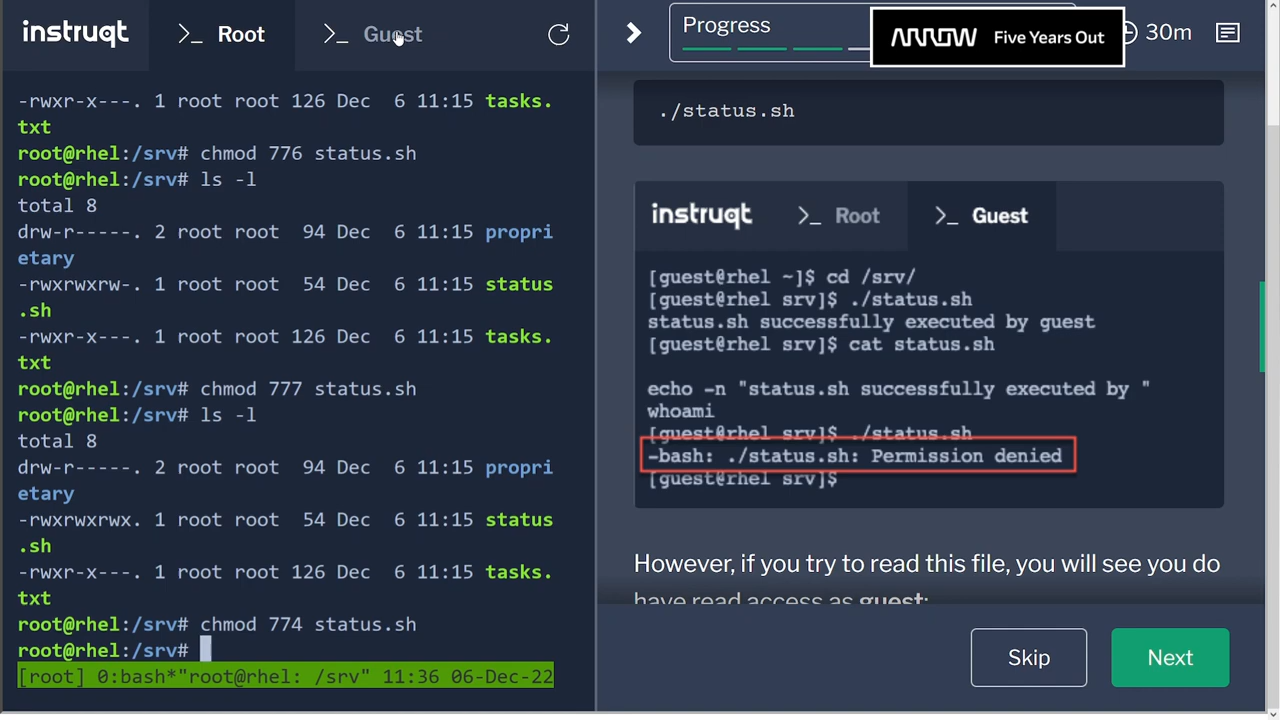 instruqt
>_ Root
>_ Guest
-rwxr-x---. 1 root root 126 Dec  6 11:15 tasks.
txt
root@rhel:/srv# chmod 776 status.sh
root@rhel:/srv# ls -l
total 8
drw-r-----. 2 root root  94 Dec  6 11:15 propri
etary
-rwxrwxrw-. 1 root root  54 Dec  6 11:15 status
.sh
-rwxr-x---. 1 root root 126 Dec  6 11:15 tasks.
txt
root@rhel:/srv# chmod 777 status.sh
root@rhel:/srv# ls -l
total 8
drw-r-----. 2 root root  94 Dec  6 11:15 propri
etary
-rwxrwxrwx. 1 root root  54 Dec  6 11:15 status
.sh
-rwxr-x---. 1 root root 126 Dec  6 11:15 tasks.
txt
root@rhel:/srv# chmod 774 status.sh
root@rhel:/srv#
[root] 0:bash*"root@rhel: /srv" 11:36 06-Dec-22
Progress
ARROW Five Years Out
30m
./status.sh
instruqt
>_ Root
>_ Guest
[guest@rhel ~]$ cd /srv/
[guest@rhel srv]$ ./status.sh
status.sh successfully executed by guest
[guest@rhel srv]$ cat status.sh
echo -n "status.sh successfully executed by "
whoami
[guest@rhel srv]$ ./status.sh
-bash: ./status.sh: Permission denied
[guest@rhel srv]$
However, if you try to read this file, you will see you do
have read access as guest:
Skip
Next